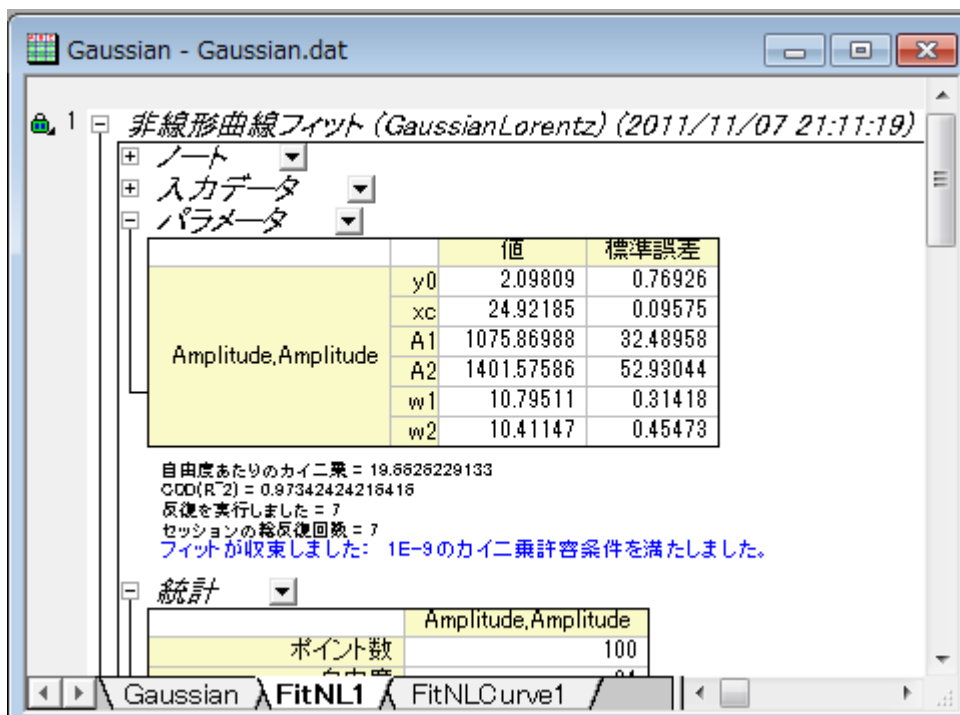 Gaussian - Gaussian.dat
1 非線形曲線フィット (GaussianLorentz) (2011/11/07 21:11:19)
ノート
入力データ
パラメータ
値 標準誤差
Amplitude,Amplitude
y0 2.09809 0.76926
xc 24.92185 0.09575
A1 1075.86988 32.48958
A2 1401.57586 52.93044
w1 10.79511 0.31418
w2 10.41147 0.45473
自由度あたりのカイ二乗 = 19.6626229133
COD(R^2) = 0.97342424216416
反復を実行しました = 7
セッションの総反復回数 = 7
フィットが収束しました: 1E-9のカイ二乗許容条件を満たしました。
統計
Amplitude,Amplitude
ポイント数 100
自由度 94
Gaussian FitNL1 FitNLCurve1